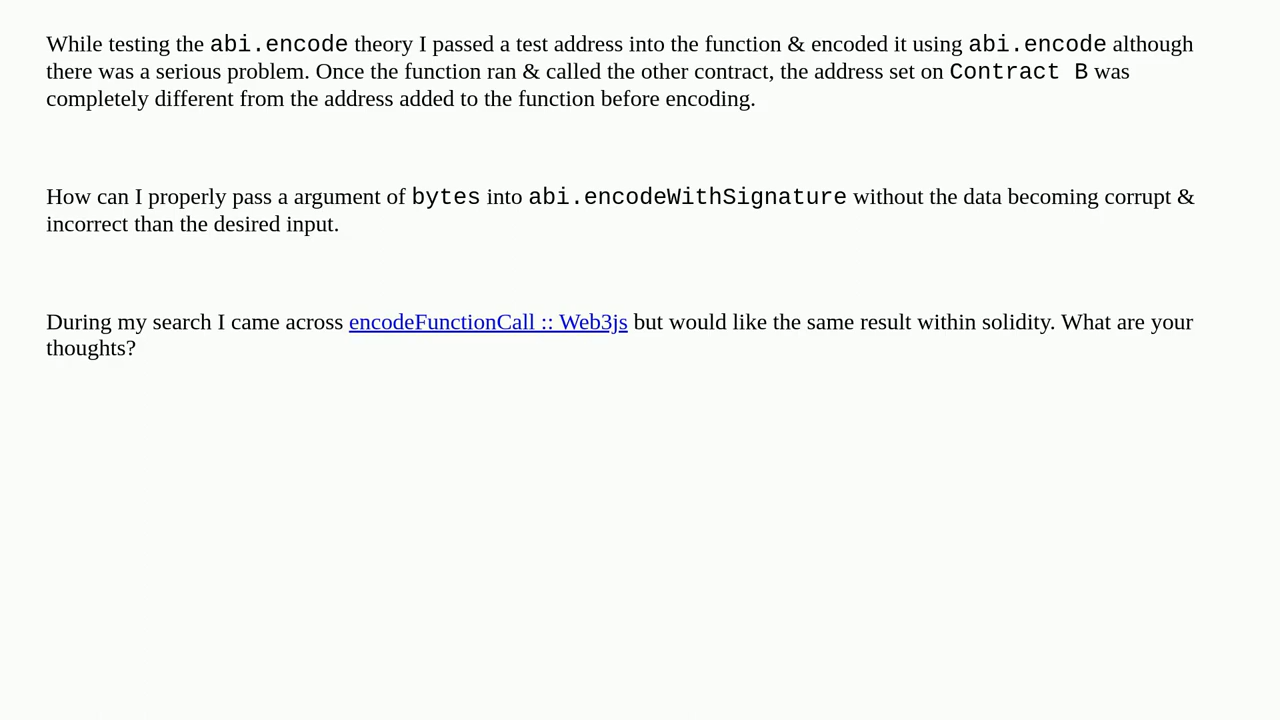 While testing the abi.encode theory I passed a test address into the function & encoded it using abi.encode although
there was a serious problem. Once the function ran & called the other contract, the address set on Contract B was
completely different from the address added to the function before encoding.
How can I properly pass a argument of bytes into abi.encodeWithSignature without the data becoming corrupt &
incorrect than the desired input.
During my search I came across encodeFunctionCall :: Web3js but would like the same result within solidity. What are your
thoughts?